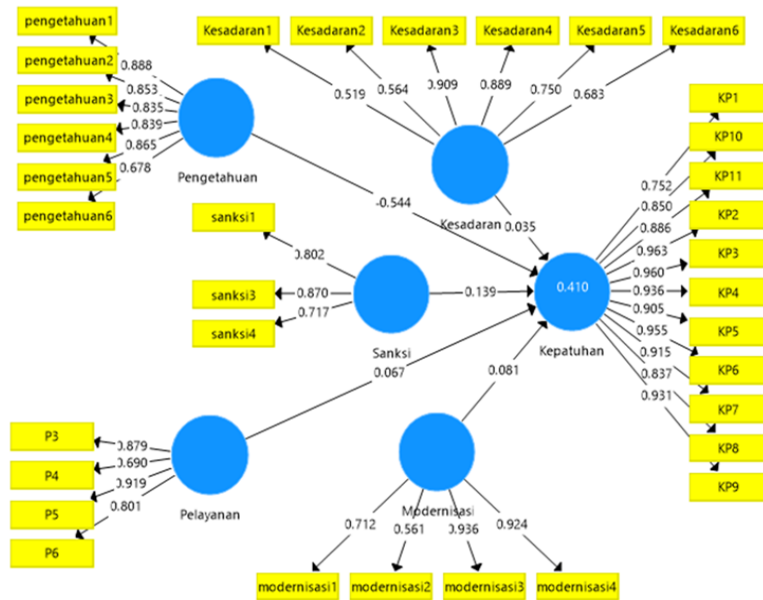 pengetahuan1
pengetahuan2
pengetahuan3
pengetahuan4
pengetahuan5
pengetahuan6
0.888
0.853
0.835
0.839
0.865
0.678
Pengetahuan
Kesadaran1
Kesadaran2
Kesadaran3
Kesadaran4
Kesadaran5
Kesadaran6
0.519
0.564
0.909
0.889
0.750
0.683
Kesadaran
0.035
-0.544
sanksi1
sanksi3
sanksi4
0.802
0.870
0.717
Sanksi
0.139
0.410
Kepatuhan
KP1
KP10
KP11
KP2
KP3
KP4
KP5
KP6
KP7
KP8
KP9
0.752
0.850
0.886
0.963
0.960
0.936
0.905
0.955
0.915
0.837
0.931
0.067
0.081
P3
P4
P5
P6
0.879
0.690
0.919
0.801
Pelayanan
Modernisasi
0.712
0.561
0.936
0.924
modernisasi1
modernisasi2
modernisasi3
modernisasi4